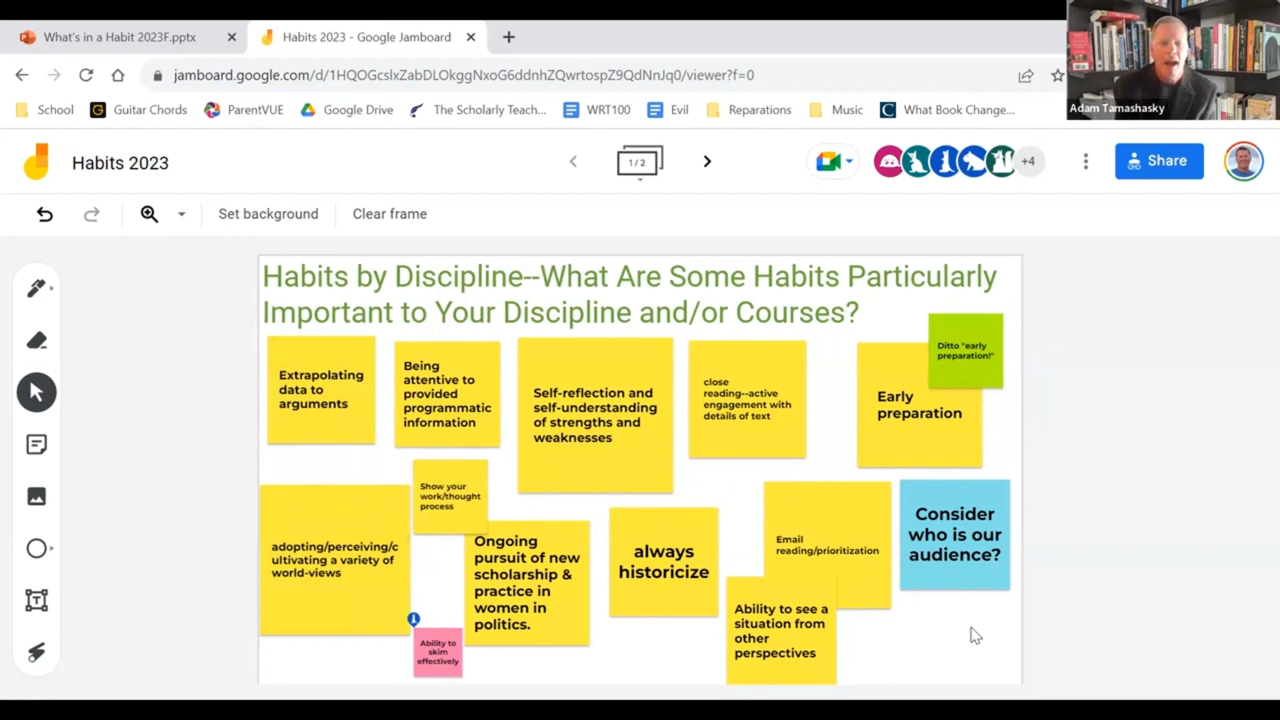 What's in a Habit 2023F.pptx
Habits 2023 - Google Jamboard
jamboard.google.com/d/1HQOGcslxZabDLOkggNxoG6ddnhZQwrtospZ9QdNnJq0/viewer?f=0
School
Guitar Chords
ParentVUE
Google Drive
The Scholarly Teach...
WRT100
Evil
Reparations
Music
What Book Change...
Adam Tamashasky
Habits 2023
1/2
+4
Share
Set background
Clear frame
Habits by Discipline--What Are Some Habits Particularly
Important to Your Discipline and/or Courses?
Extrapolating
data to
arguments
Being
attentive to
provided
programmatic
information
Self-reflection and
self-understanding
of strengths and
weaknesses
close
reading--active
engagement with
details of text
Early
preparation
Ditto "early
preparation!"
adopting/perceiving/c
ultivating a variety of
world-views
Show your
work/thought
process
Ongoing
pursuit of new
scholarship &
practice in
women in
politics.
always
historicize
Email
reading/prioritization
Consider
who is our
audience?
Ability to
skim
effectively
Ability to see a
situation from
other
perspectives